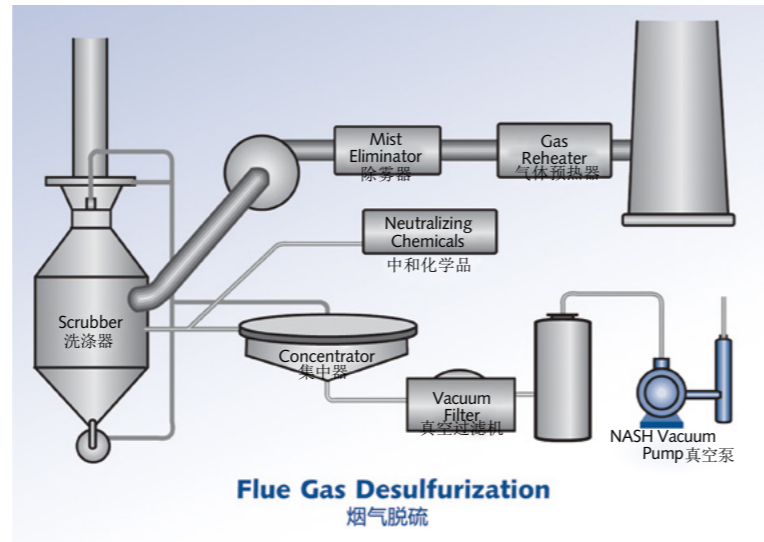 Mist
Eliminator
除雾器
Gas
Reheater
气体预热器
Neutralizing
Chemicals
中和化学品
Scrubber
洗涤器
Concentrator
集中器
Vacuum
Filter
真空过滤机
NASH Vacuum
Pump 真空泵
Flue Gas Desulfurization
烟气脱硫